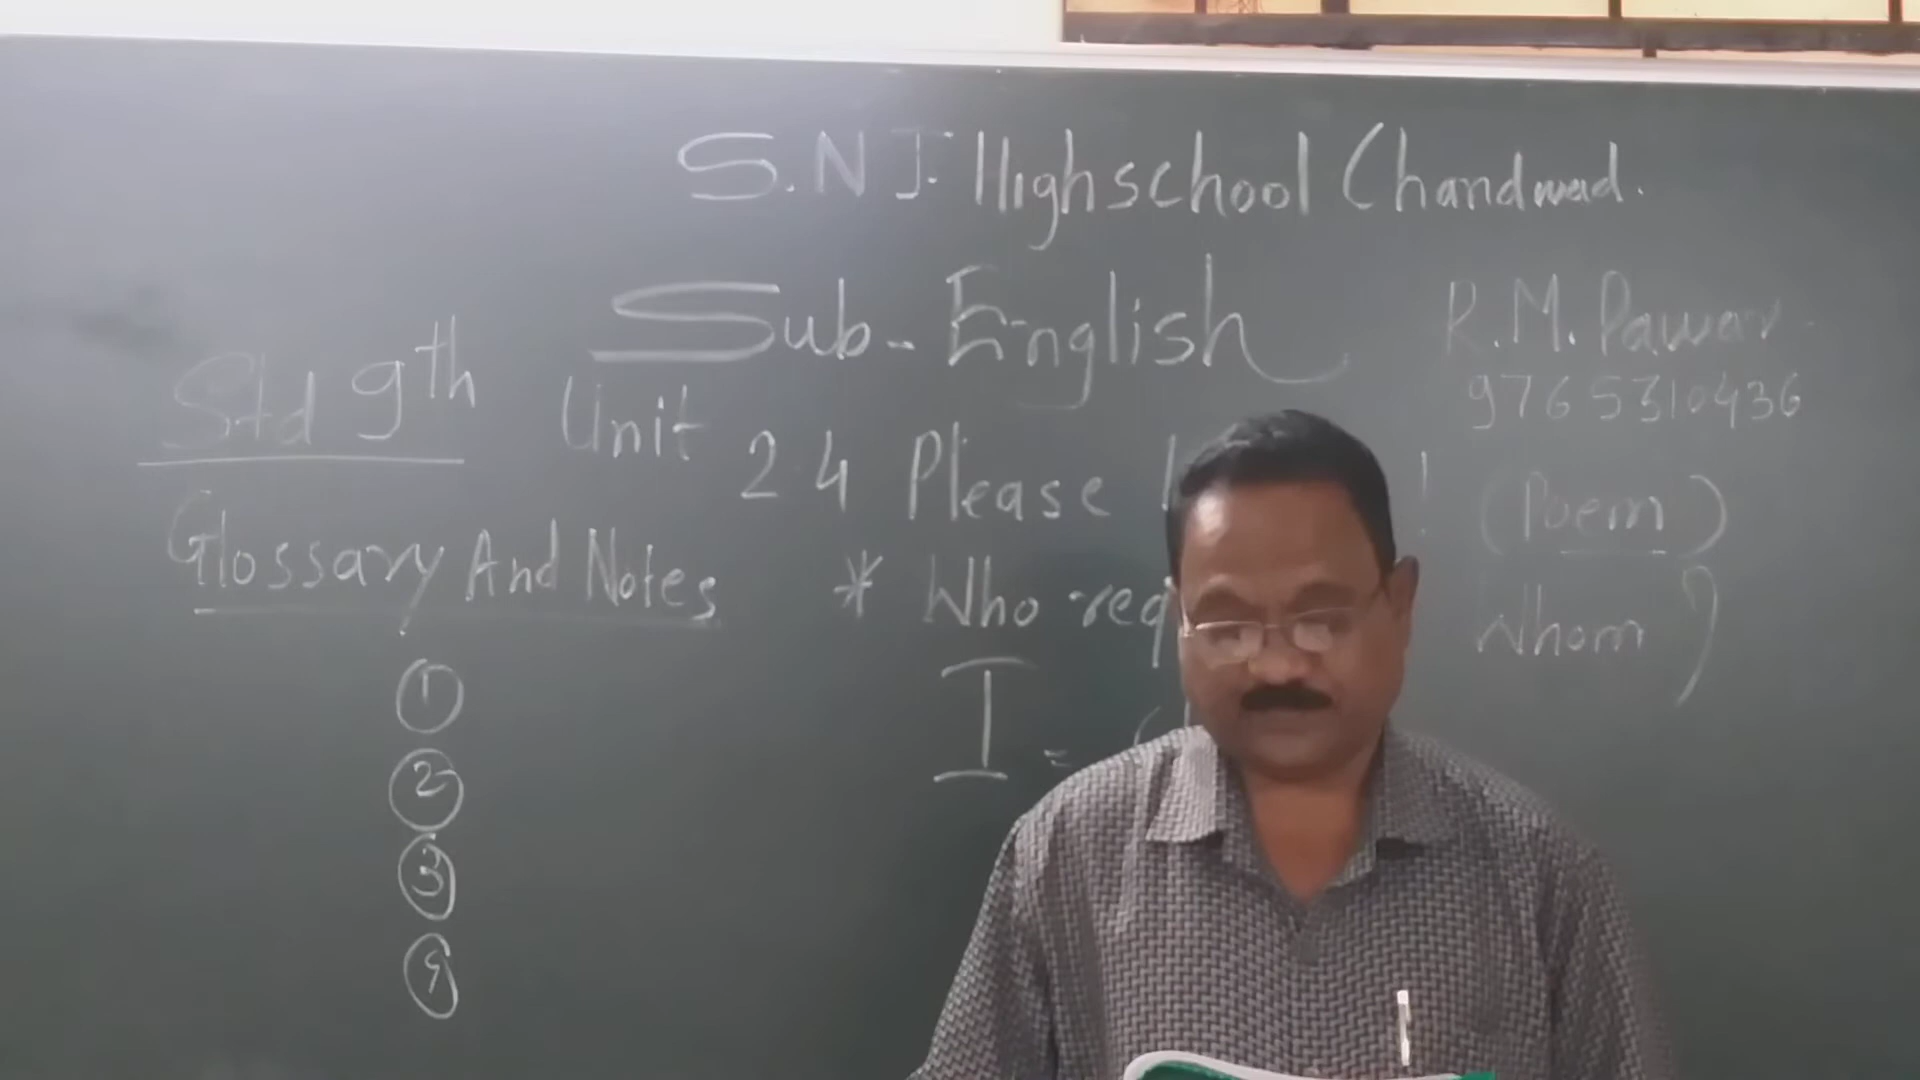 S.N.J. Highschool Chandwad.
Sub-English
R.M. Pawar.
9765310436
Std 9th
Unit 2.4 Please ! (Poem)
Glossary And Notes
* Who Whom ?
I =
1
2
3
4